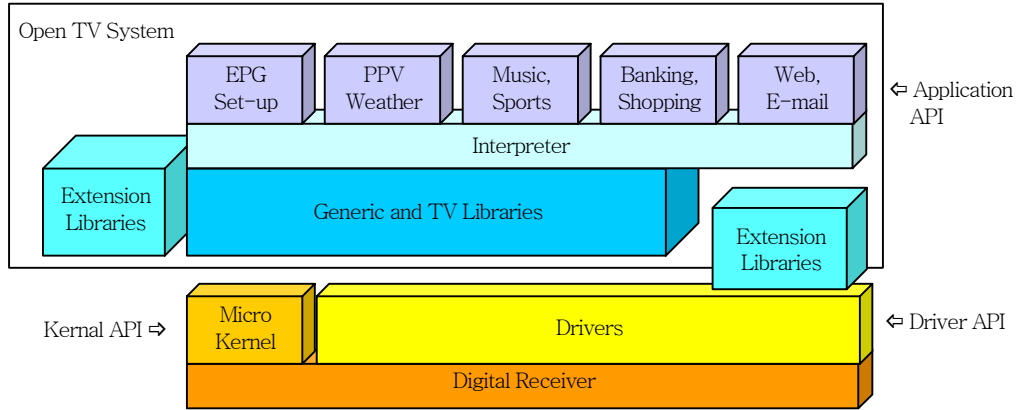 Open TV System
EPG
Set-up
PPV
Weather
Music,
Sports
Banking,
Shopping
Web,
E-mail
⇦ Application
API
Interpreter
Extension
Libraries
Generic and TV Libraries
Extension
Libraries
Kernal API ⇨
Micro
Kernel
Drivers
⇦ Driver API
Digital Receiver